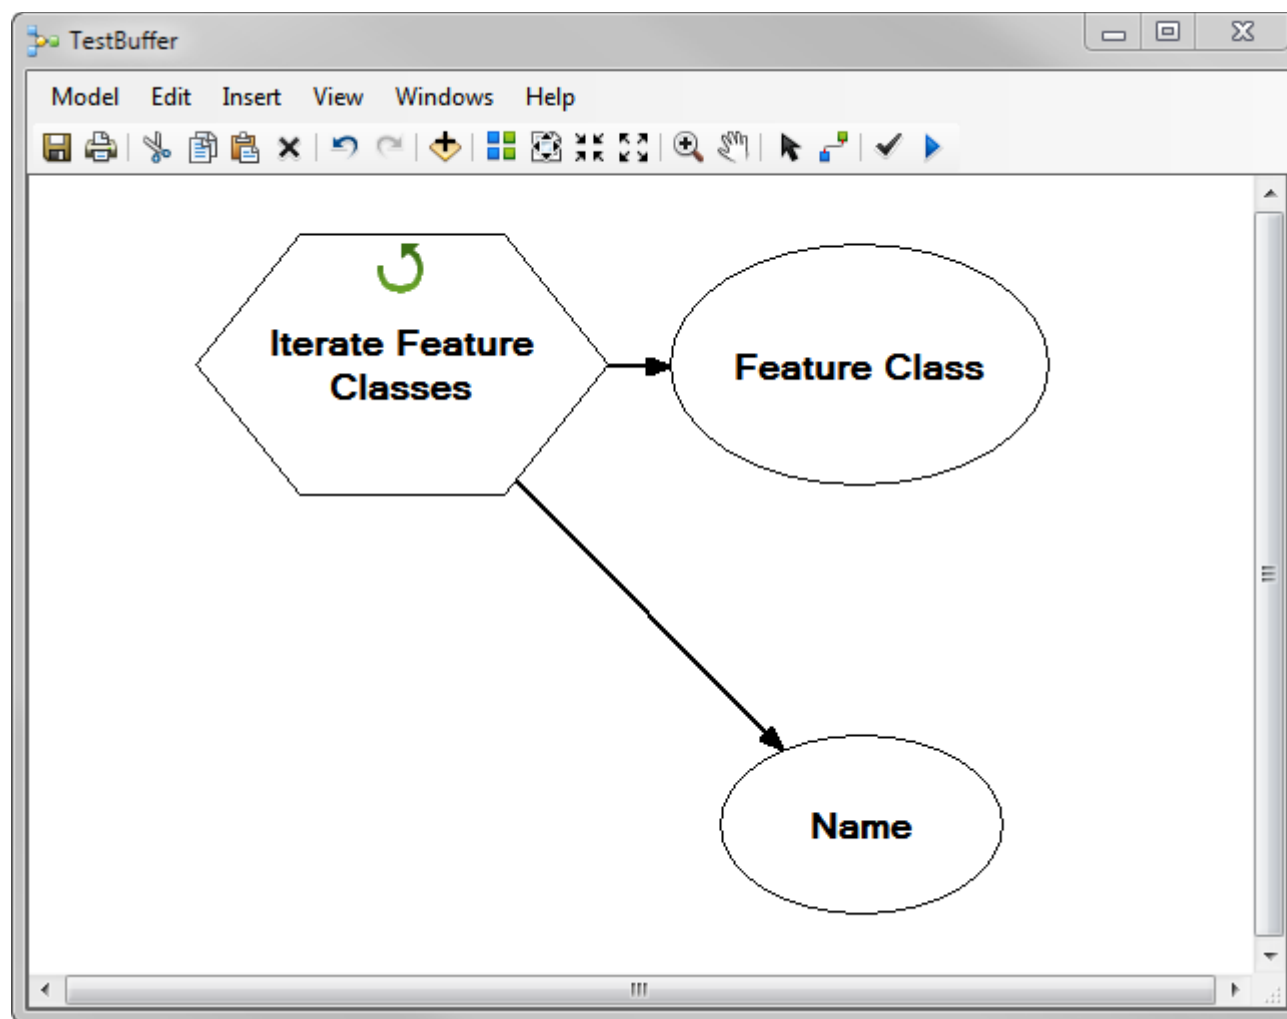 TestBuffer
Model Edit Insert View Windows Help
Iterate Feature
Classes
Feature Class
Name